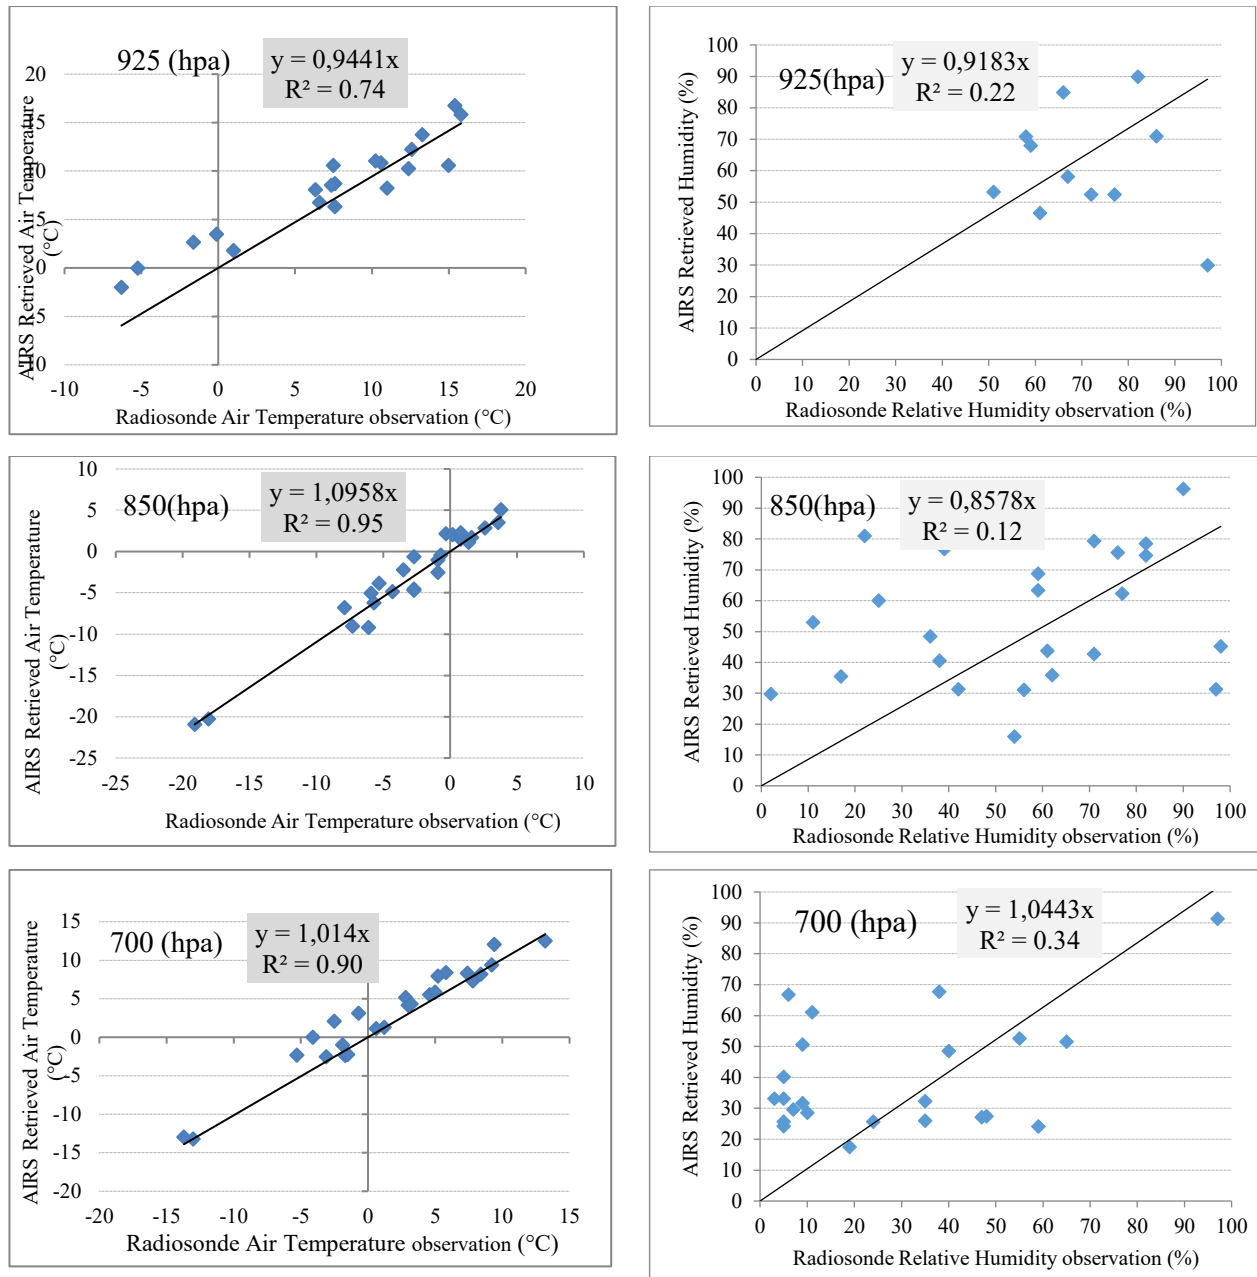 925 (hpa)
y = 0,9441x
R² = 0.74
AIRS Retrieved Air Temperature
(°C)
20
15
10
5
0
-5
-10
-10 -5 0 5 10 15 20
Radiosonde Air Temperature observation (°C)
925(hpa)
y = 0,9183x
R² = 0.22
AIRS Retrieved Humidity (%)
100
90
80
70
60
50
40
30
20
10
0
0 10 20 30 40 50 60 70 80 90 100
Radiosonde Relative Humidity observation (%)
850(hpa)
y = 1,0958x
R² = 0.95
AIRS Retrieved Air Temperature
(°C)
10
5
0
-5
-10
-15
-20
-25
-25 -20 -15 -10 -5 0 5 10
Radiosonde Air Temperature observation (°C)
850(hpa)
y = 0,8578x
R² = 0.12
AIRS Retrieved Humidity (%)
100
90
80
70
60
50
40
30
20
10
0
0 10 20 30 40 50 60 70 80 90 100
Radiosonde Relative Humidity observation (%)
700 (hpa)
y = 1,014x
R² = 0.90
AIRS Retrieved Air Temperature
(°C)
15
10
5
0
-5
-10
-15
-20
-20 -15 -10 -5 0 5 10 15
Radiosonde Air Temperature observation (°C)
700 (hpa)
y = 1,0443x
R² = 0.34
AIRS Retrieved Humidity (%)
100
90
80
70
60
50
40
30
20
10
0
0 20 40 60 80 100
Radiosonde Relative Humidity observation (%)